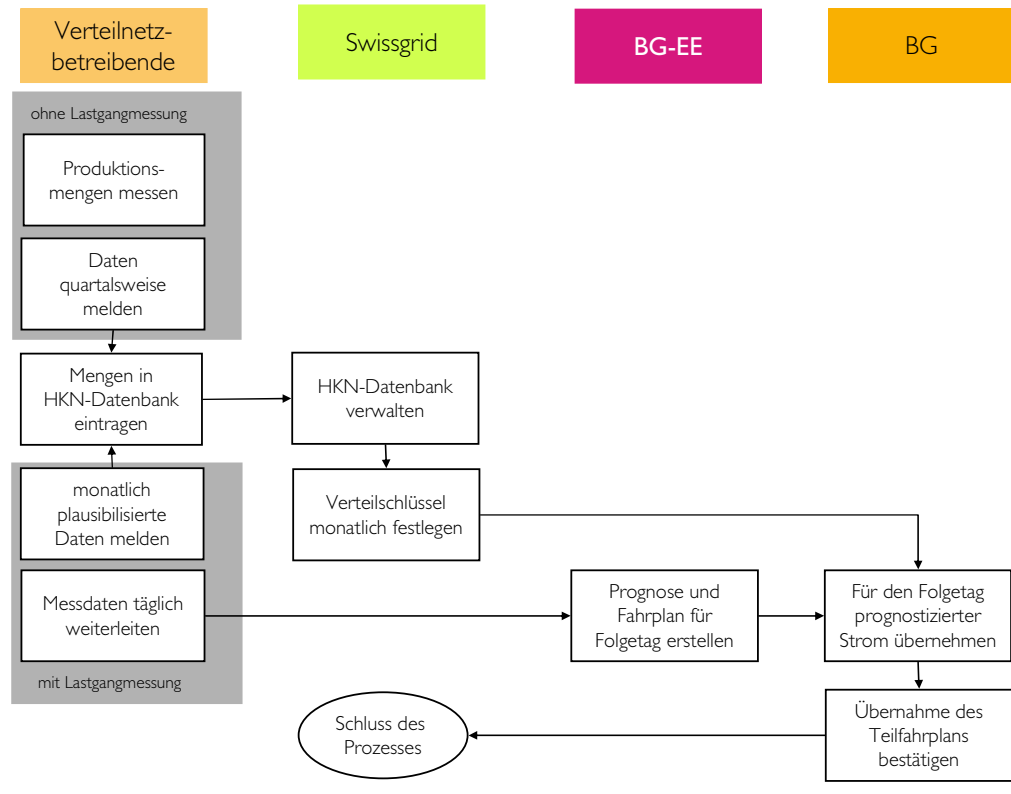 Verteilnetz-
betreibende
Swissgrid
BG-EE
BG
ohne Lastgangmessung
Produktions-
mengen messen
Daten
quartalsweise
melden
Mengen in
HKN-Datenbank
eintragen
HKN-Datenbank
verwalten
monatlich
plausibilisierte
Daten melden
Verteilschlüssel
monatlich festlegen
Messdaten täglich
weiterleiten
Prognose und
Fahrplan für
Folgetag erstellen
Für den Folgetag
prognostizierter
Strom übernehmen
mit Lastgangmessung
Schluss des
Prozesses
Übernahme des
Teilfahrplans
bestätigen